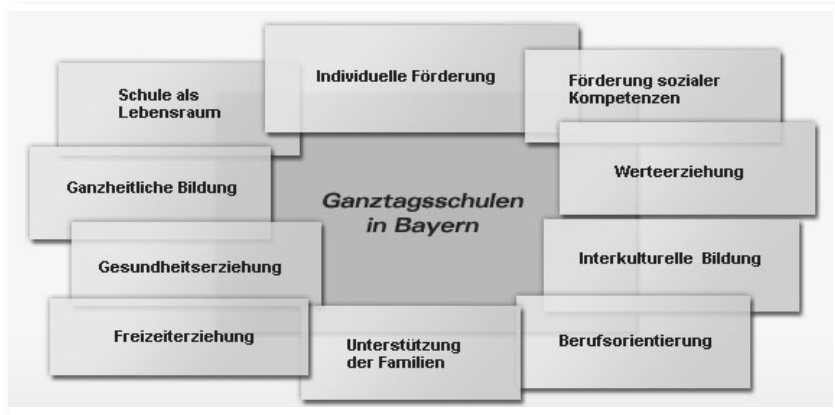 Individuelle Förderung
Schule als
Lebensraum
Förderung sozialer
Kompetenzen
Ganzheitliche Bildung
Werteerziehung
Ganztagsschulen
in Bayern
Gesundheitserziehung
Interkulturelle Bildung
Freizeiterziehung
Unterstützung
der Familien
Berufsorientierung